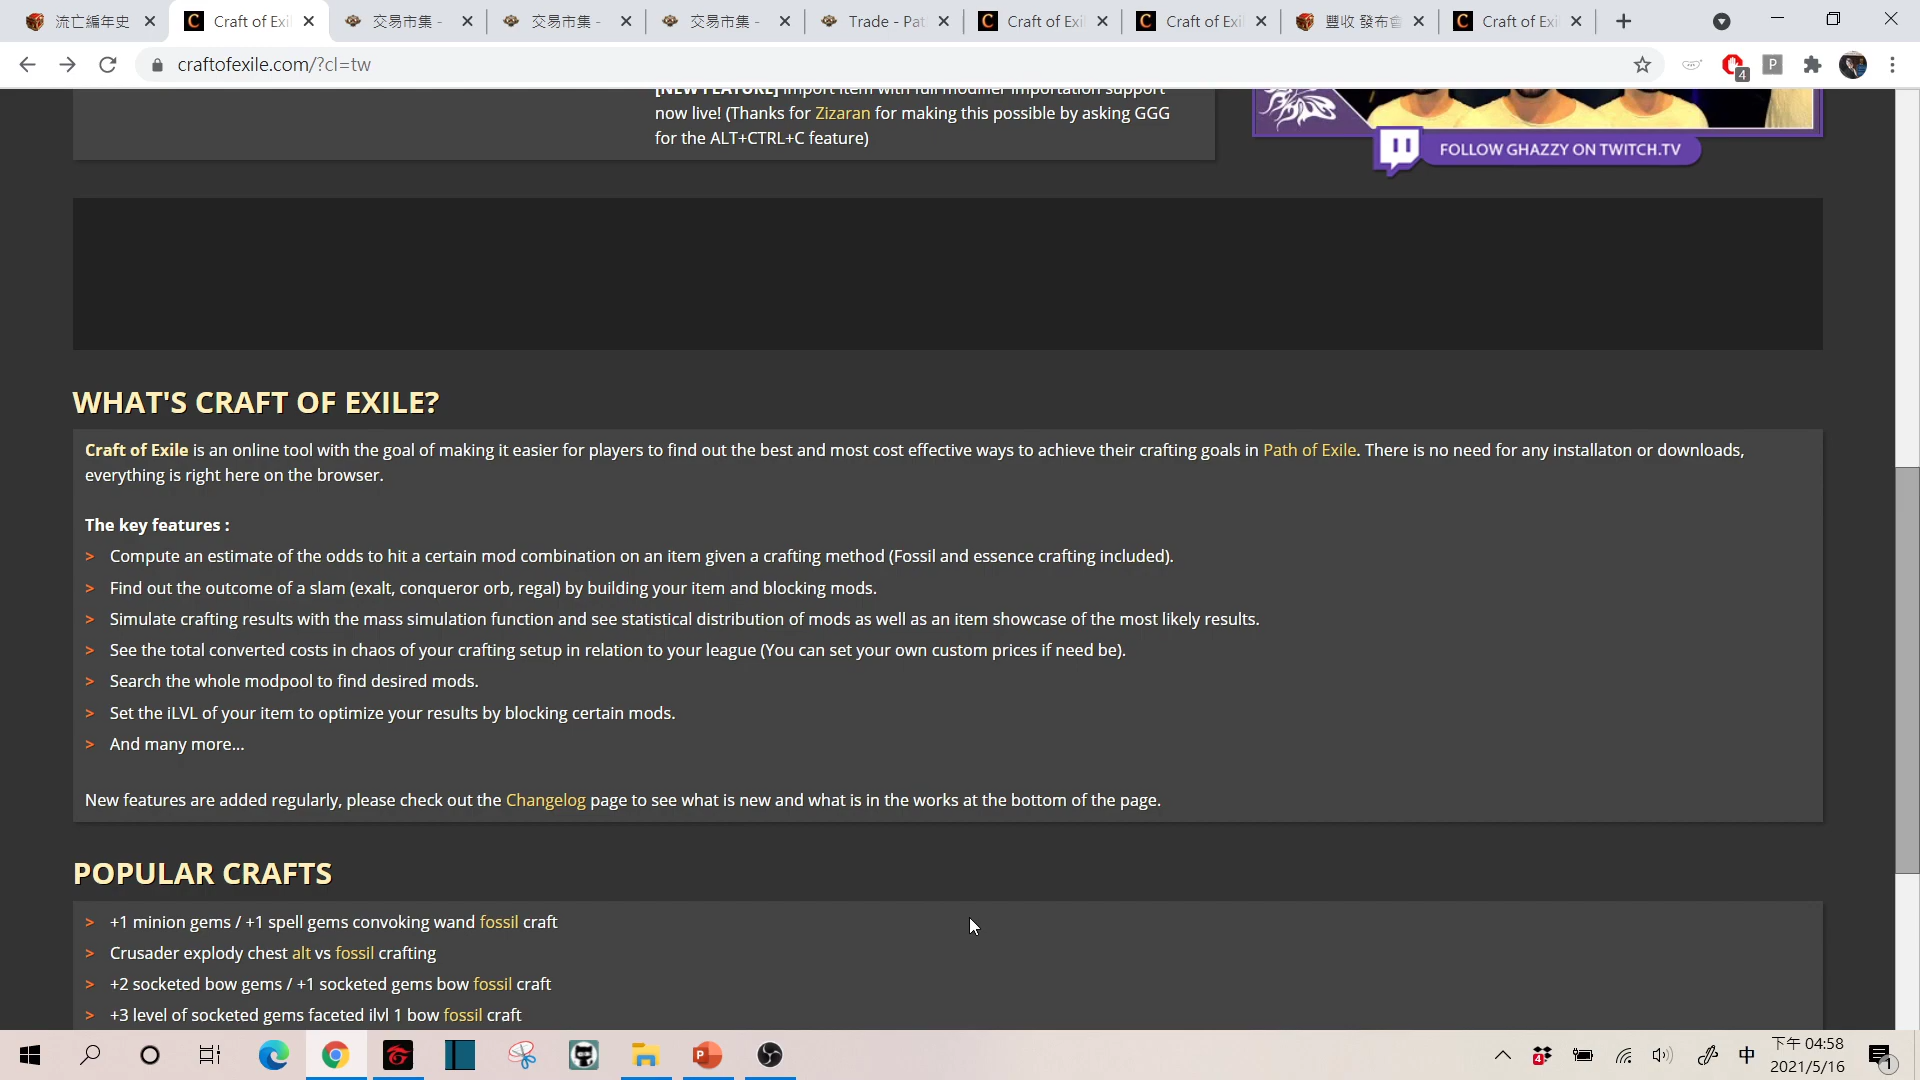 流亡編年史
Craft of Exi
交易市集 -
交易市集 -
交易市集 -
Trade - Pat
Craft of Exi
Craft of Exi
豐收 發布會
Craft of Exi
craftofexile.com/?cl=tw
4
P
[NEW FEATURE] Import item with full modifier importation support
now live! (Thanks for Zizaran for making this possible by asking GGG
for the ALT+CTRL+C feature)
FOLLOW GHAZZY ON TWITCH.TV
WHAT'S CRAFT OF EXILE?
Craft of Exile is an online tool with the goal of making it easier for players to find out the best and most cost effective ways to achieve their crafting goals in Path of Exile. There is no need for any installaton or downloads,
everything is right here on the browser.
The key features :
> Compute an estimate of the odds to hit a certain mod combination on an item given a crafting method (Fossil and essence crafting included).
> Find out the outcome of a slam (exalt, conqueror orb, regal) by building your item and blocking mods.
> Simulate crafting results with the mass simulation function and see statistical distribution of mods as well as an item showcase of the most likely results.
> See the total converted costs in chaos of your crafting setup in relation to your league (You can set your own custom prices if need be).
> Search the whole modpool to find desired mods.
> Set the iLVL of your item to optimize your results by blocking certain mods.
> And many more...
New features are added regularly, please check out the Changelog page to see what is new and what is in the works at the bottom of the page.
POPULAR CRAFTS
> +1 minion gems / +1 spell gems convoking wand fossil craft
> Crusader explody chest alt vs fossil crafting
> +2 socketed bow gems / +1 socketed gems bow fossil craft
> +3 level of socketed gems faceted ilvl 1 bow fossil craft
4
中
下午 04:58
2021/5/16
1